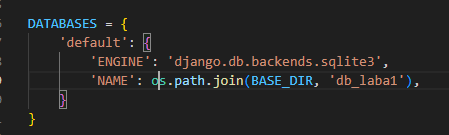 DATABASES = {
    'default': {
        'ENGINE': 'django.db.backends.sqlite3',
        'NAME': os.path.join(BASE_DIR, 'db_laba1'),
    }
}